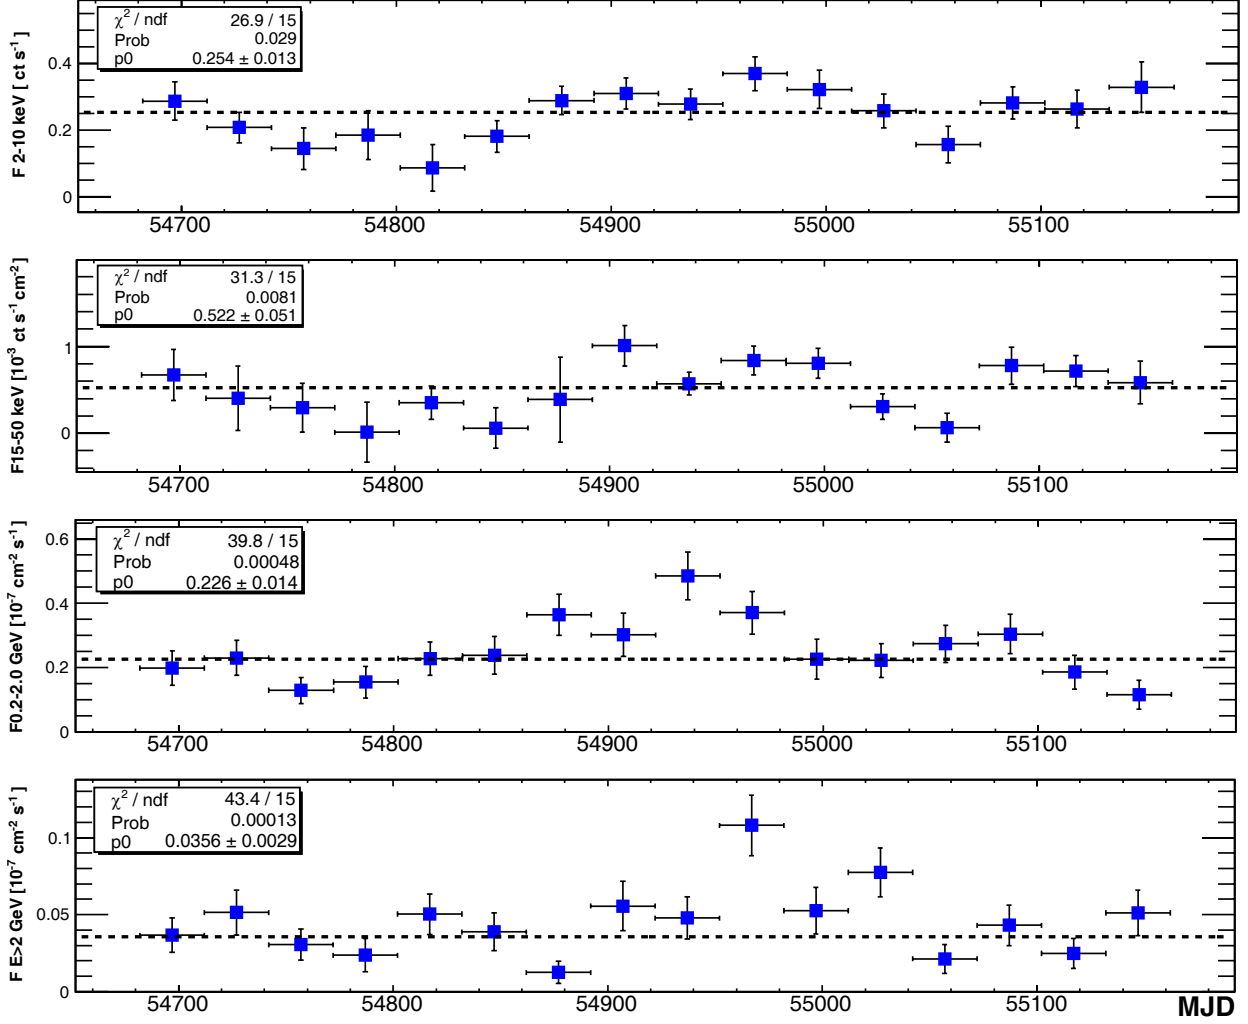 χ² / ndf 26.9 / 15
Prob 0.029
p0 0.254 ± 0.013
F 2-10 keV [ ct s⁻¹ ]
0.4
0.2
0
54700 54800 54900 55000 55100
χ² / ndf 31.3 / 15
Prob 0.0081
p0 0.522 ± 0.051
F15-50 keV [10⁻³ ct s⁻¹ cm⁻²]
1
0
54700 54800 54900 55000 55100
χ² / ndf 39.8 / 15
Prob 0.00048
p0 0.226 ± 0.014
F0.2-2.0 GeV [10⁻⁷ cm⁻² s⁻¹]
0.6
0.4
0.2
0
54700 54800 54900 55000 55100
χ² / ndf 43.4 / 15
Prob 0.00013
p0 0.0356 ± 0.0029
F E>2 GeV [10⁻⁷ cm⁻² s⁻¹]
0.1
0.05
0
54700 54800 54900 55000 55100
MJD